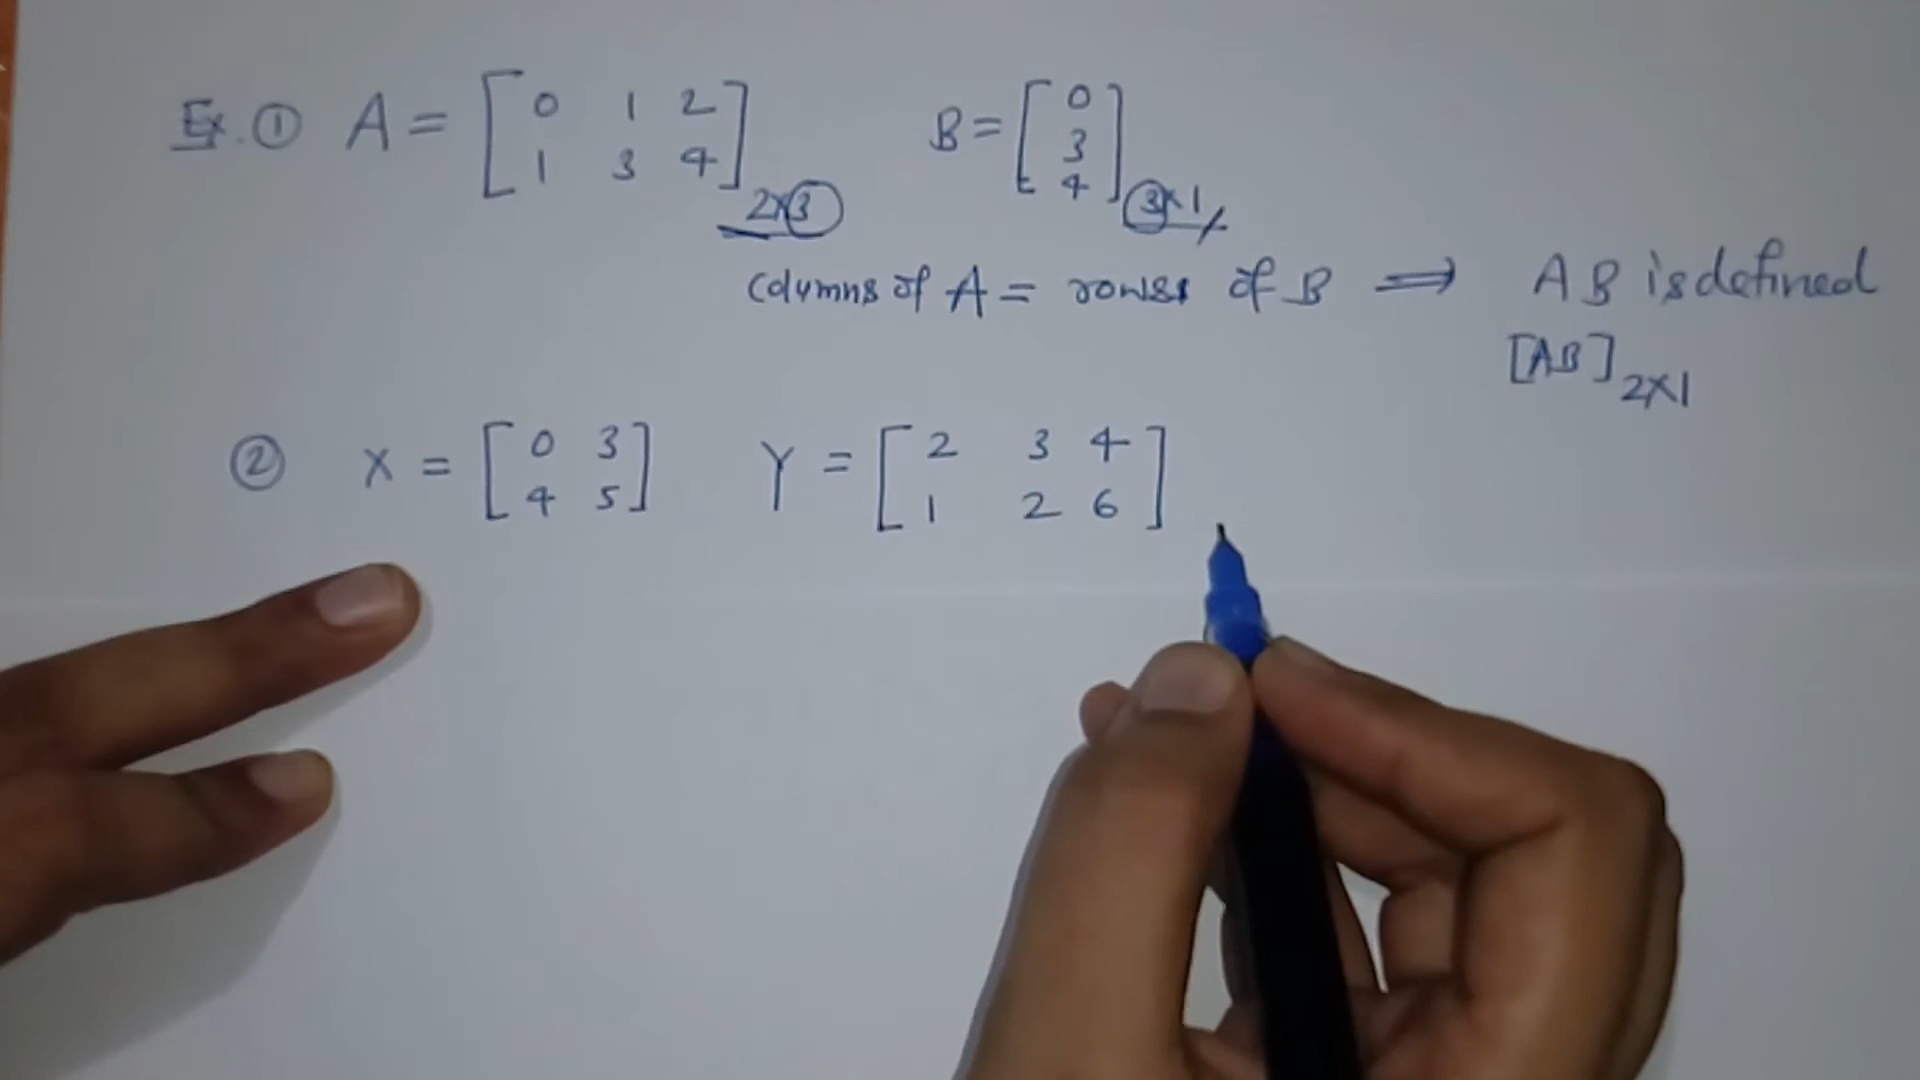 Ex. ① A = [ 0 1 2 B = [ 0
1 3 4 ] 2×3 3
4 ] 3×1
Columns of A = rows of B ⟹ AB is defined
[AB] 2×1
② X = [ 0 3 Y = [ 2 3 4
4 5 ] 1 2 6 ]